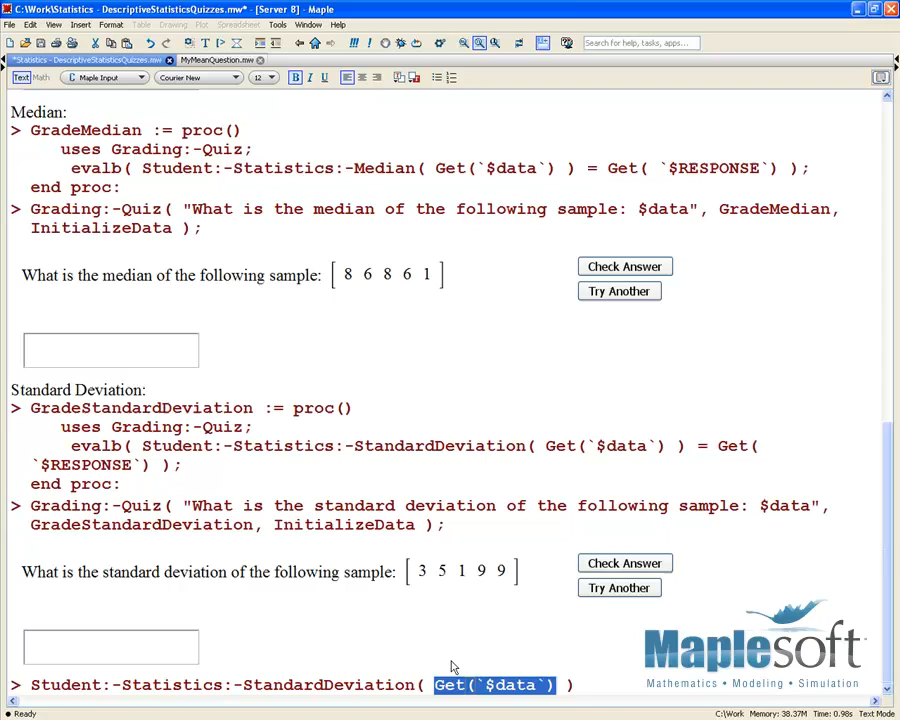 C:\Work\Statistics - DescriptiveStatisticsQuizzes.mw* - [Server 8] - Maple
File Edit View Insert Format Table Drawing Plot Spreadsheet Tools Window Help
Search for help, tasks, apps...
*Statistics - DescriptiveStatisticsQuizzes.mw MyMeanQuestion.mw
Text Math C Maple Input Courier New 12 B I U
Median:
> GradeMedian := proc()
uses Grading:-Quiz;
evalb( Student:-Statistics:-Median( Get(`$data`) ) = Get( `$RESPONSE`) );
end proc:
> Grading:-Quiz( "What is the median of the following sample: $data", GradeMedian,
InitializeData );
What is the median of the following sample: [ 8 6 8 6 1 ]
Check Answer
Try Another
Standard Deviation:
> GradeStandardDeviation := proc()
uses Grading:-Quiz;
evalb( Student:-Statistics:-StandardDeviation( Get(`$data`) ) = Get(
`$RESPONSE`) );
end proc:
> Grading:-Quiz( "What is the standard deviation of the following sample: $data",
GradeStandardDeviation, InitializeData );
What is the standard deviation of the following sample: [ 3 5 1 9 9 ]
Check Answer
Try Another
> Student:-Statistics:-StandardDeviation( Get(`$data`) )
Maplesoft
Mathematics • Modeling • Simulation
Ready
C:\Work Memory: 38.37M Time: 0.98s Text Mode